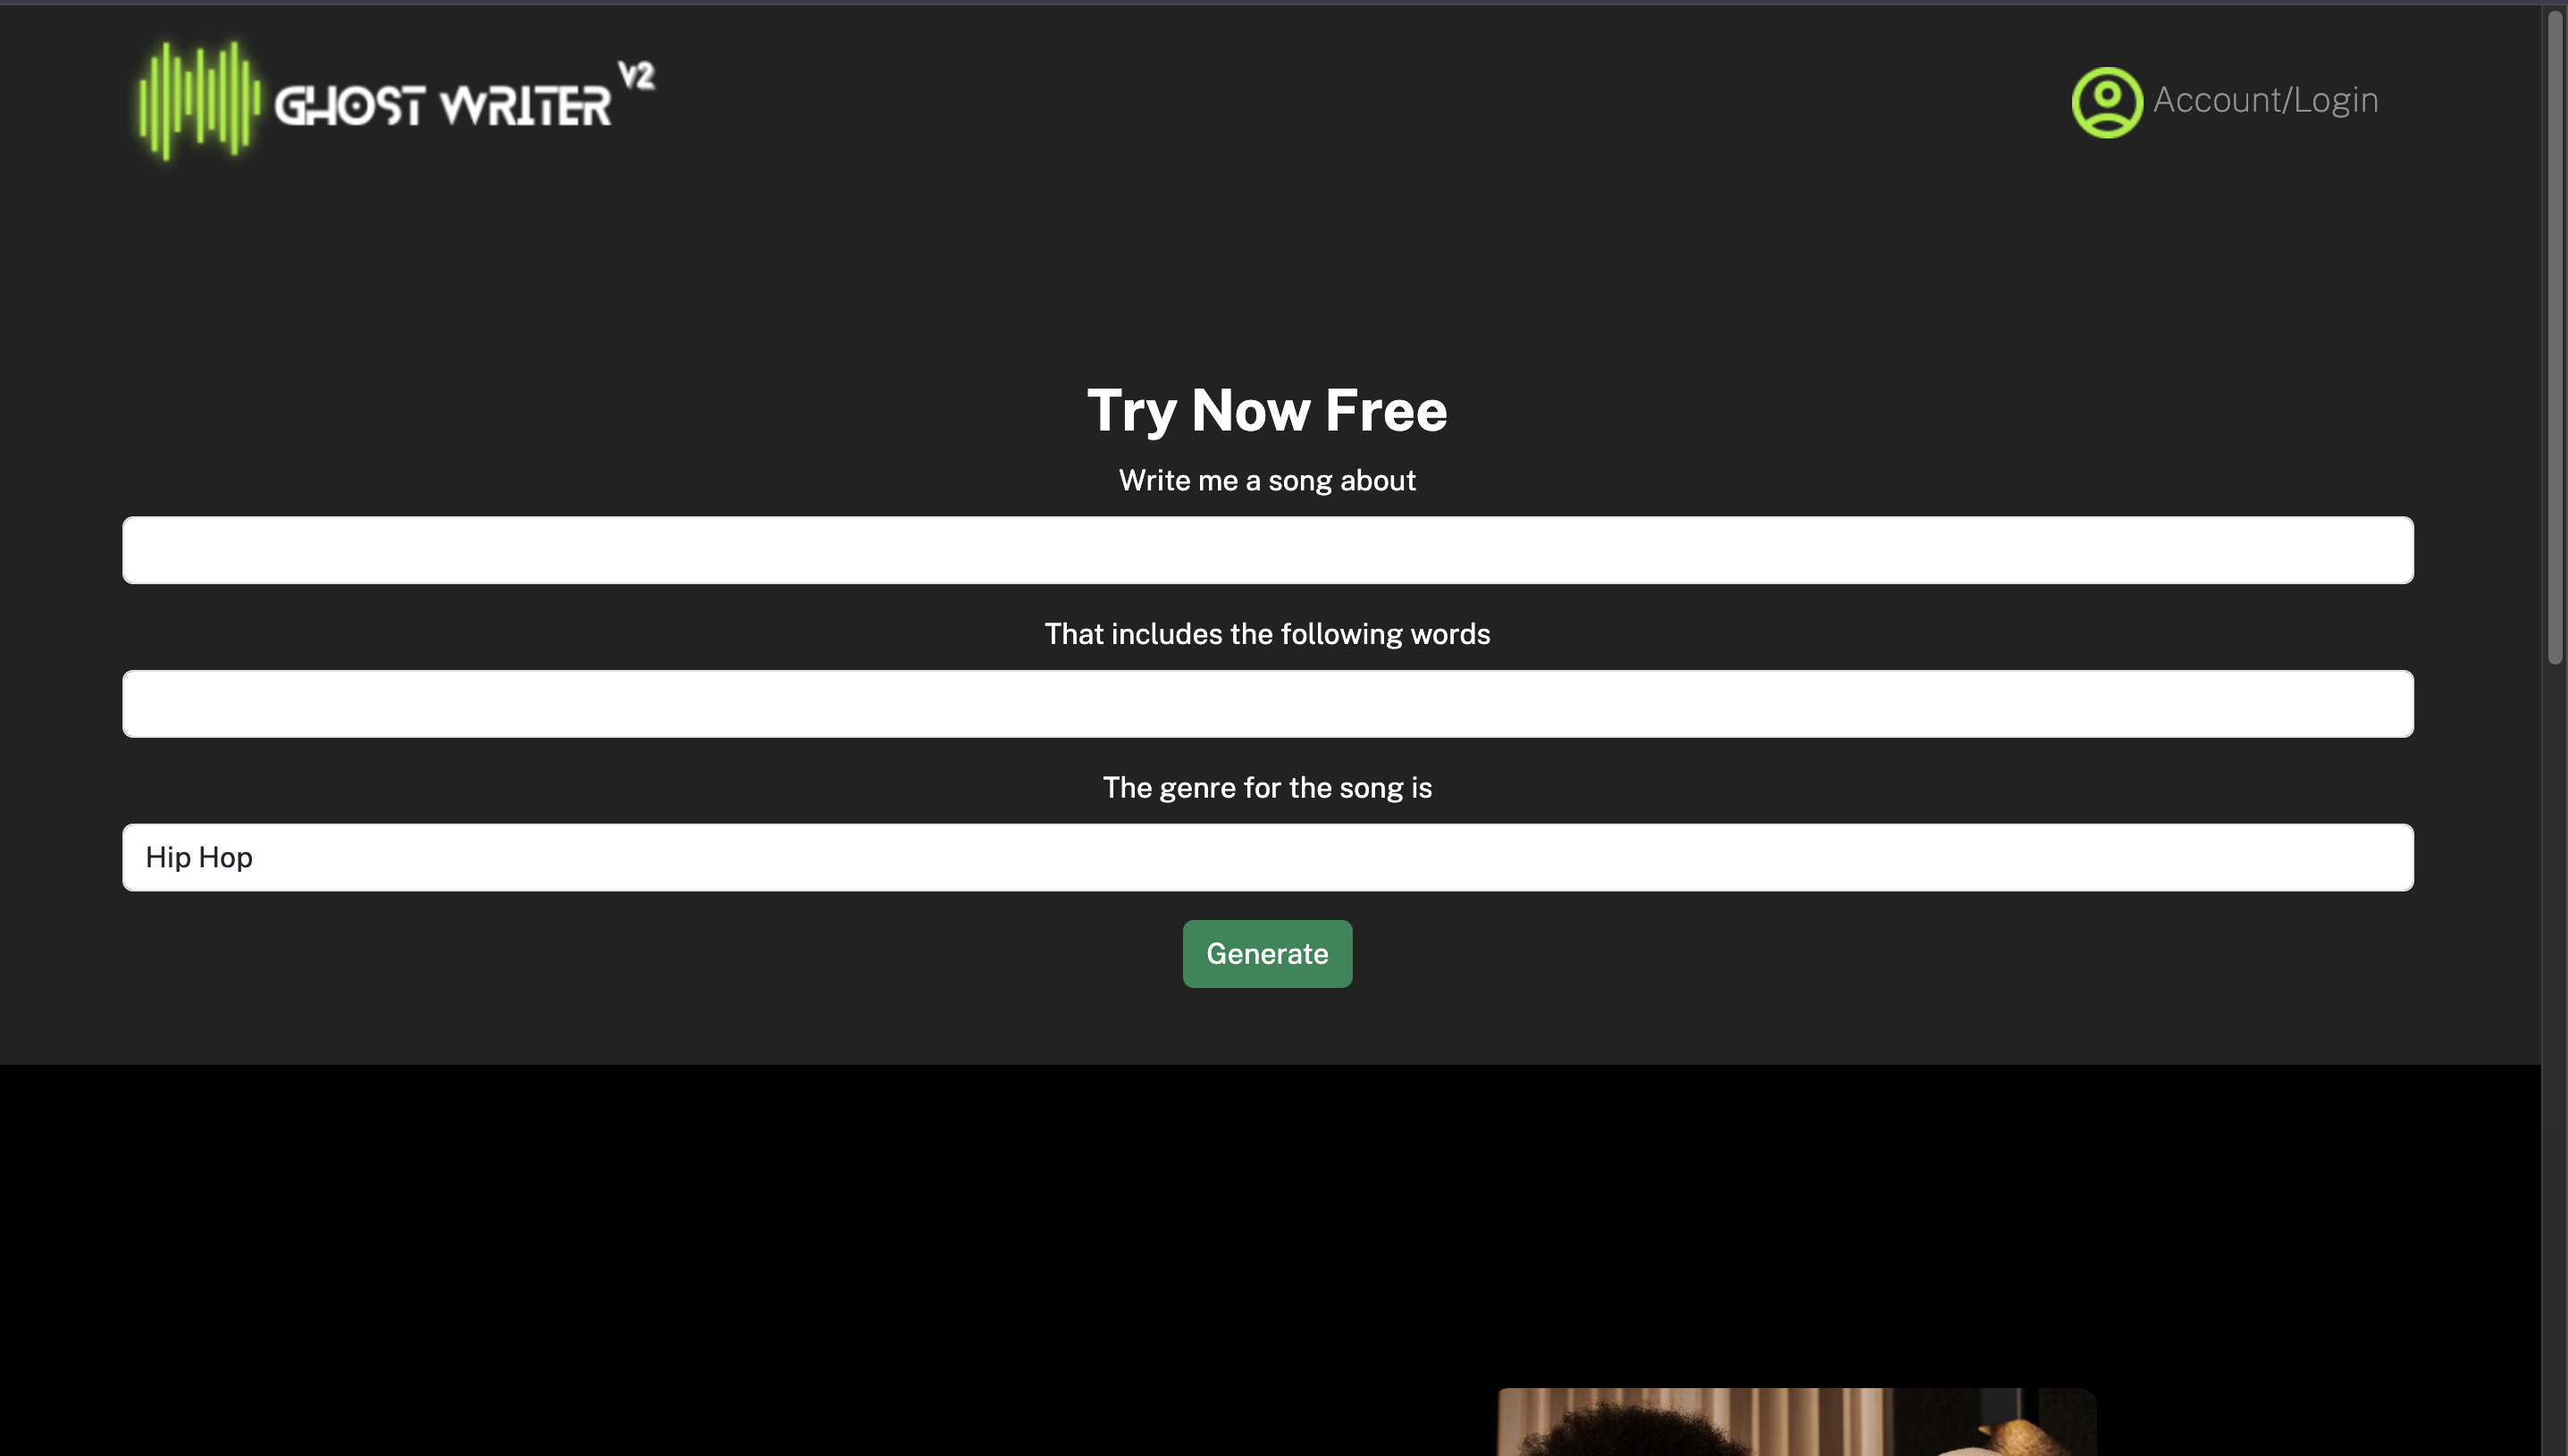 GHOST WRITER V2
Account/Login
Try Now Free
Write me a song about
That includes the following words
The genre for the song is
Hip Hop
Generate